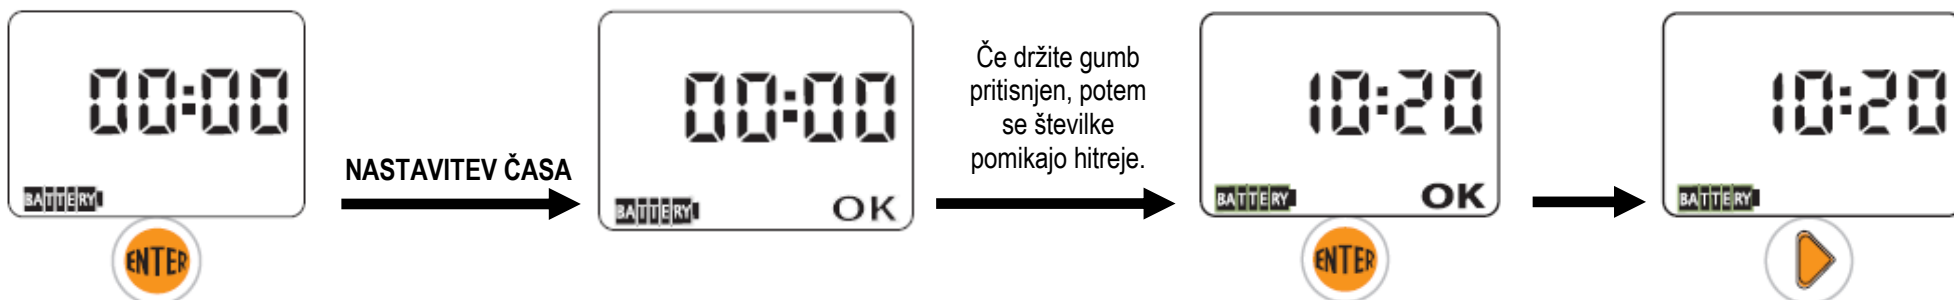 00:00
BATTERY
ENTER
NASTAVITEV ČASA
00:00
BATTERY OK
Če držite gumb
pritisnjen, potem
se številke
pomikajo hitreje.
10:20
BATTERY OK
ENTER
10:20
BATTERY